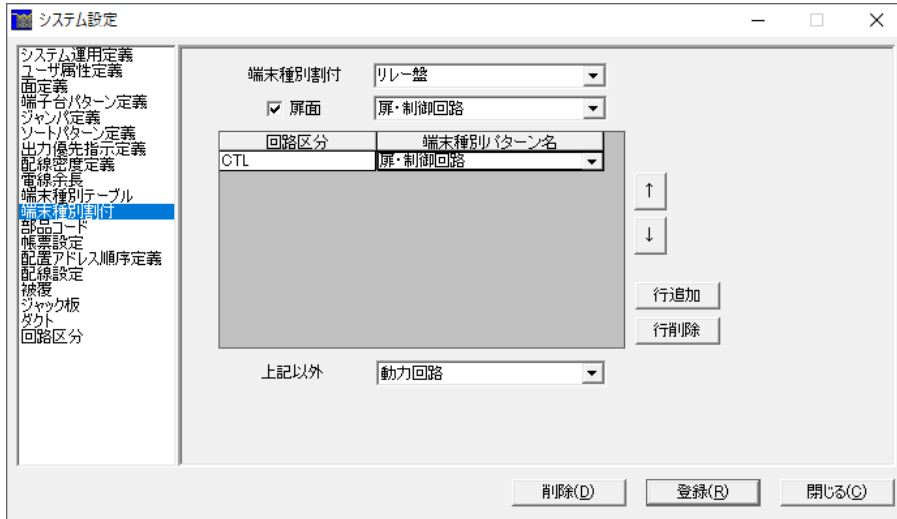 システム設定
システム運用定義
ユーザ属性定義
面定義
端子台パターン定義
ジャンパ定義
ソートパターン定義
出力優先指示定義
配線密度定義
電線余長
端末種別テーブル
端末種別割付
部品コード
帳票設定
配置アドレス順序定義
配線設定
被覆
ジャック板
ダクト
回路区分
端末種別割付 リレー盤
扉面 扉・制御回路
回路区分 端末種別パターン名
CTL 扉・制御回路
↑
↓
行追加
行削除
上記以外 動力回路
削除(D) 登録(R) 閉じる(C)